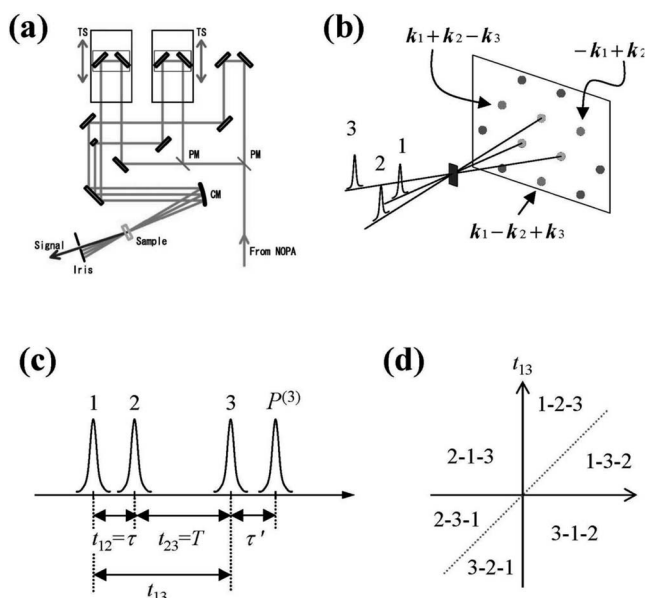 (a)
TS
TS
PM
PM
CM
Signal
Sample
Iris
From NOPA
(b)
k1+k2−k3
−k1+k2
3
2
1
k1−k2+k3
(c)
1 2 3 P(3)
t12=τ t23=T τ'
t13
(d)
t13
1-2-3
2-1-3
1-3-2
2-3-1
3-1-2
3-2-1